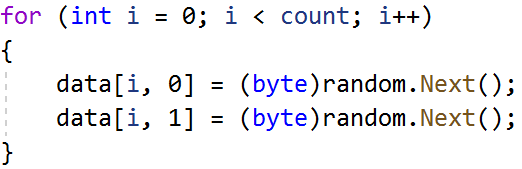 for (int i = 0; i < count; i++)
{
    data[i, 0] = (byte)random.Next();
    data[i, 1] = (byte)random.Next();
}